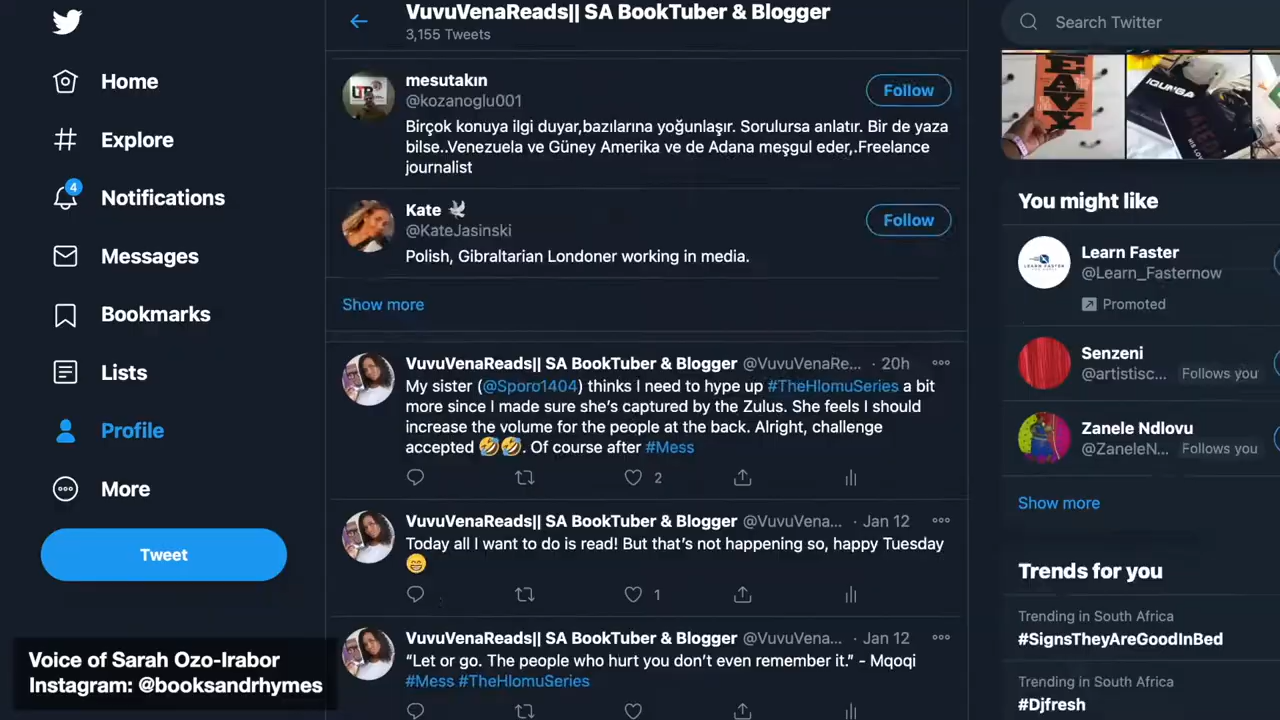 VuvuVenaReads|| SA BookTuber & Blogger
3,155 Tweets
Search Twitter
Home
Explore
4
Notifications
Messages
Bookmarks
Lists
Profile
More
Tweet
mesutakın
@kozanoglu001
Follow
Birçok konuya ilgi duyar,bazılarına yoğunlaşır. Sorulursa anlatır. Bir de yaza
bilse..Venezuela ve Güney Amerika ve de Adana meşgul eder,.Freelance
journalist
Kate 🕊
@KateJasinski
Follow
Polish, Gibraltarian Londoner working in media.
Show more
VuvuVenaReads|| SA BookTuber & Blogger @VuvuVenaRe... · 20h
My sister (@Sporo1404) thinks I need to hype up #TheHlomuSeries a bit
more since I made sure she’s captured by the Zulus. She feels I should
increase the volume for the people at the back. Alright, challenge
accepted 🤣🤣. Of course after #Mess
2
VuvuVenaReads|| SA BookTuber & Blogger @VuvuVena... · Jan 12
Today all I want to do is read! But that’s not happening so, happy Tuesday
😁
1
VuvuVenaReads|| SA BookTuber & Blogger @VuvuVena... · Jan 12
“Let or go. The people who hurt you don’t even remember it.” - Mqoqi
#Mess #TheHlomuSeries
IQUNGA
You might like
Learn Faster
@Learn_Fasternow
Promoted
Senzeni
@artistisc... Follows you
Zanele Ndlovu
@ZaneleN... Follows you
Show more
Trends for you
Trending in South Africa
#SignsTheyAreGoodInBed
Trending in South Africa
#Djfresh
Voice of Sarah Ozo-Irabor
Instagram: @booksandrhymes